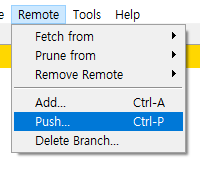 e Remote Tools Help
Fetch from
Prune from
Remove Remote
Add... Ctrl-A
Push... Ctrl-P
Delete Branch...